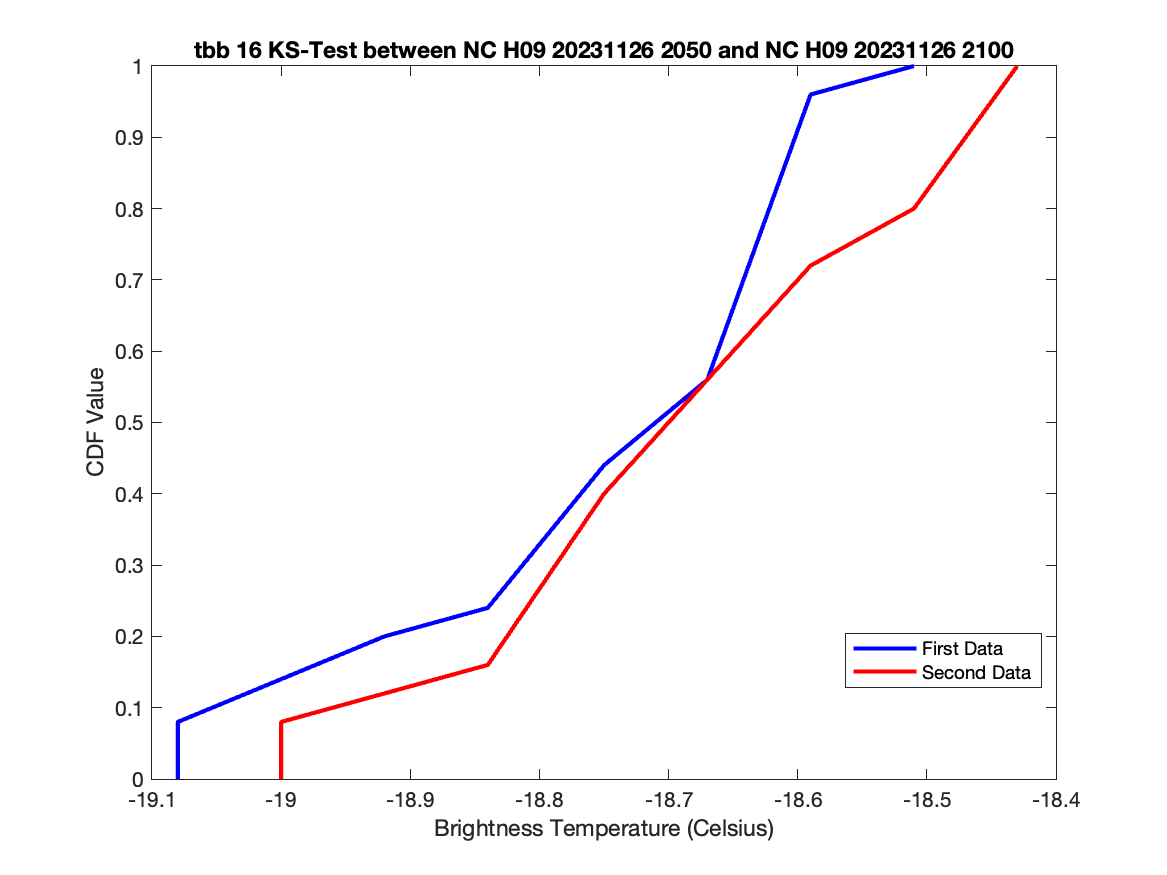 tbb 16 KS-Test between NC H09 20231126 2050 and NC H09 20231126 2100
1
0.9
0.8
0.7
0.6
0.5
0.4
0.3
0.2
0.1
0
CDF Value
First Data
Second Data
-19.1 -19 -18.9 -18.8 -18.7 -18.6 -18.5 -18.4
Brightness Temperature (Celsius)